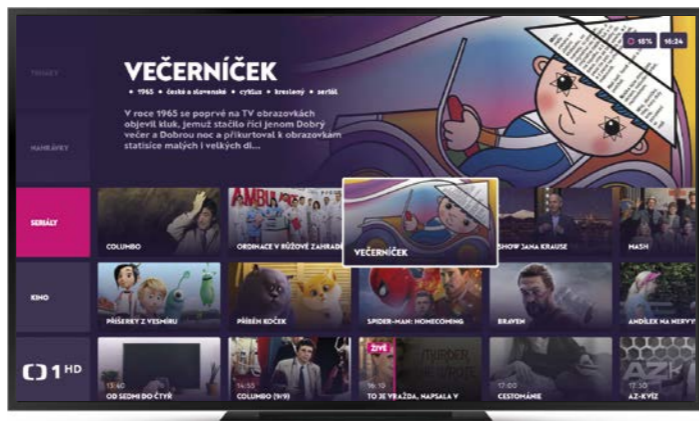 18% 16:24
VEČERNÍČEK
• 1965 • česká a slovenská • cyklus • kreslený • seriál
V roce 1965 se poprvé na TV obrazovkách
objevil kluk, jemuž stačilo říci jenom Dobrý
večer a Dobrou noc a přikurtoval k obrazovkám
statisíce malých i velkých di...
NAHRÁVKY
SERIÁLY
COLUMBO
ORDINACE V RŮŽOVÉ ZAHRADĚ
VEČERNÍČEK
SHOW JANA KRAUSE
MASH
KINO
PŘÍŠERKY Z VESMÍRU
PŘÍBĚH KOČEK
SPIDER-MAN: HOMECOMING
BRAVEN
ANDÍLEK NA NERVY
1 HD
13:40
OD SEDMI DO ČTYŘ
14:55
COLUMBO (9/9)
ŽIVĚ
16:10
TO JE VRAŽDA, NAPSALA V
17:00
CESTOMÁNIE
17:30
AZ-KVÍZ